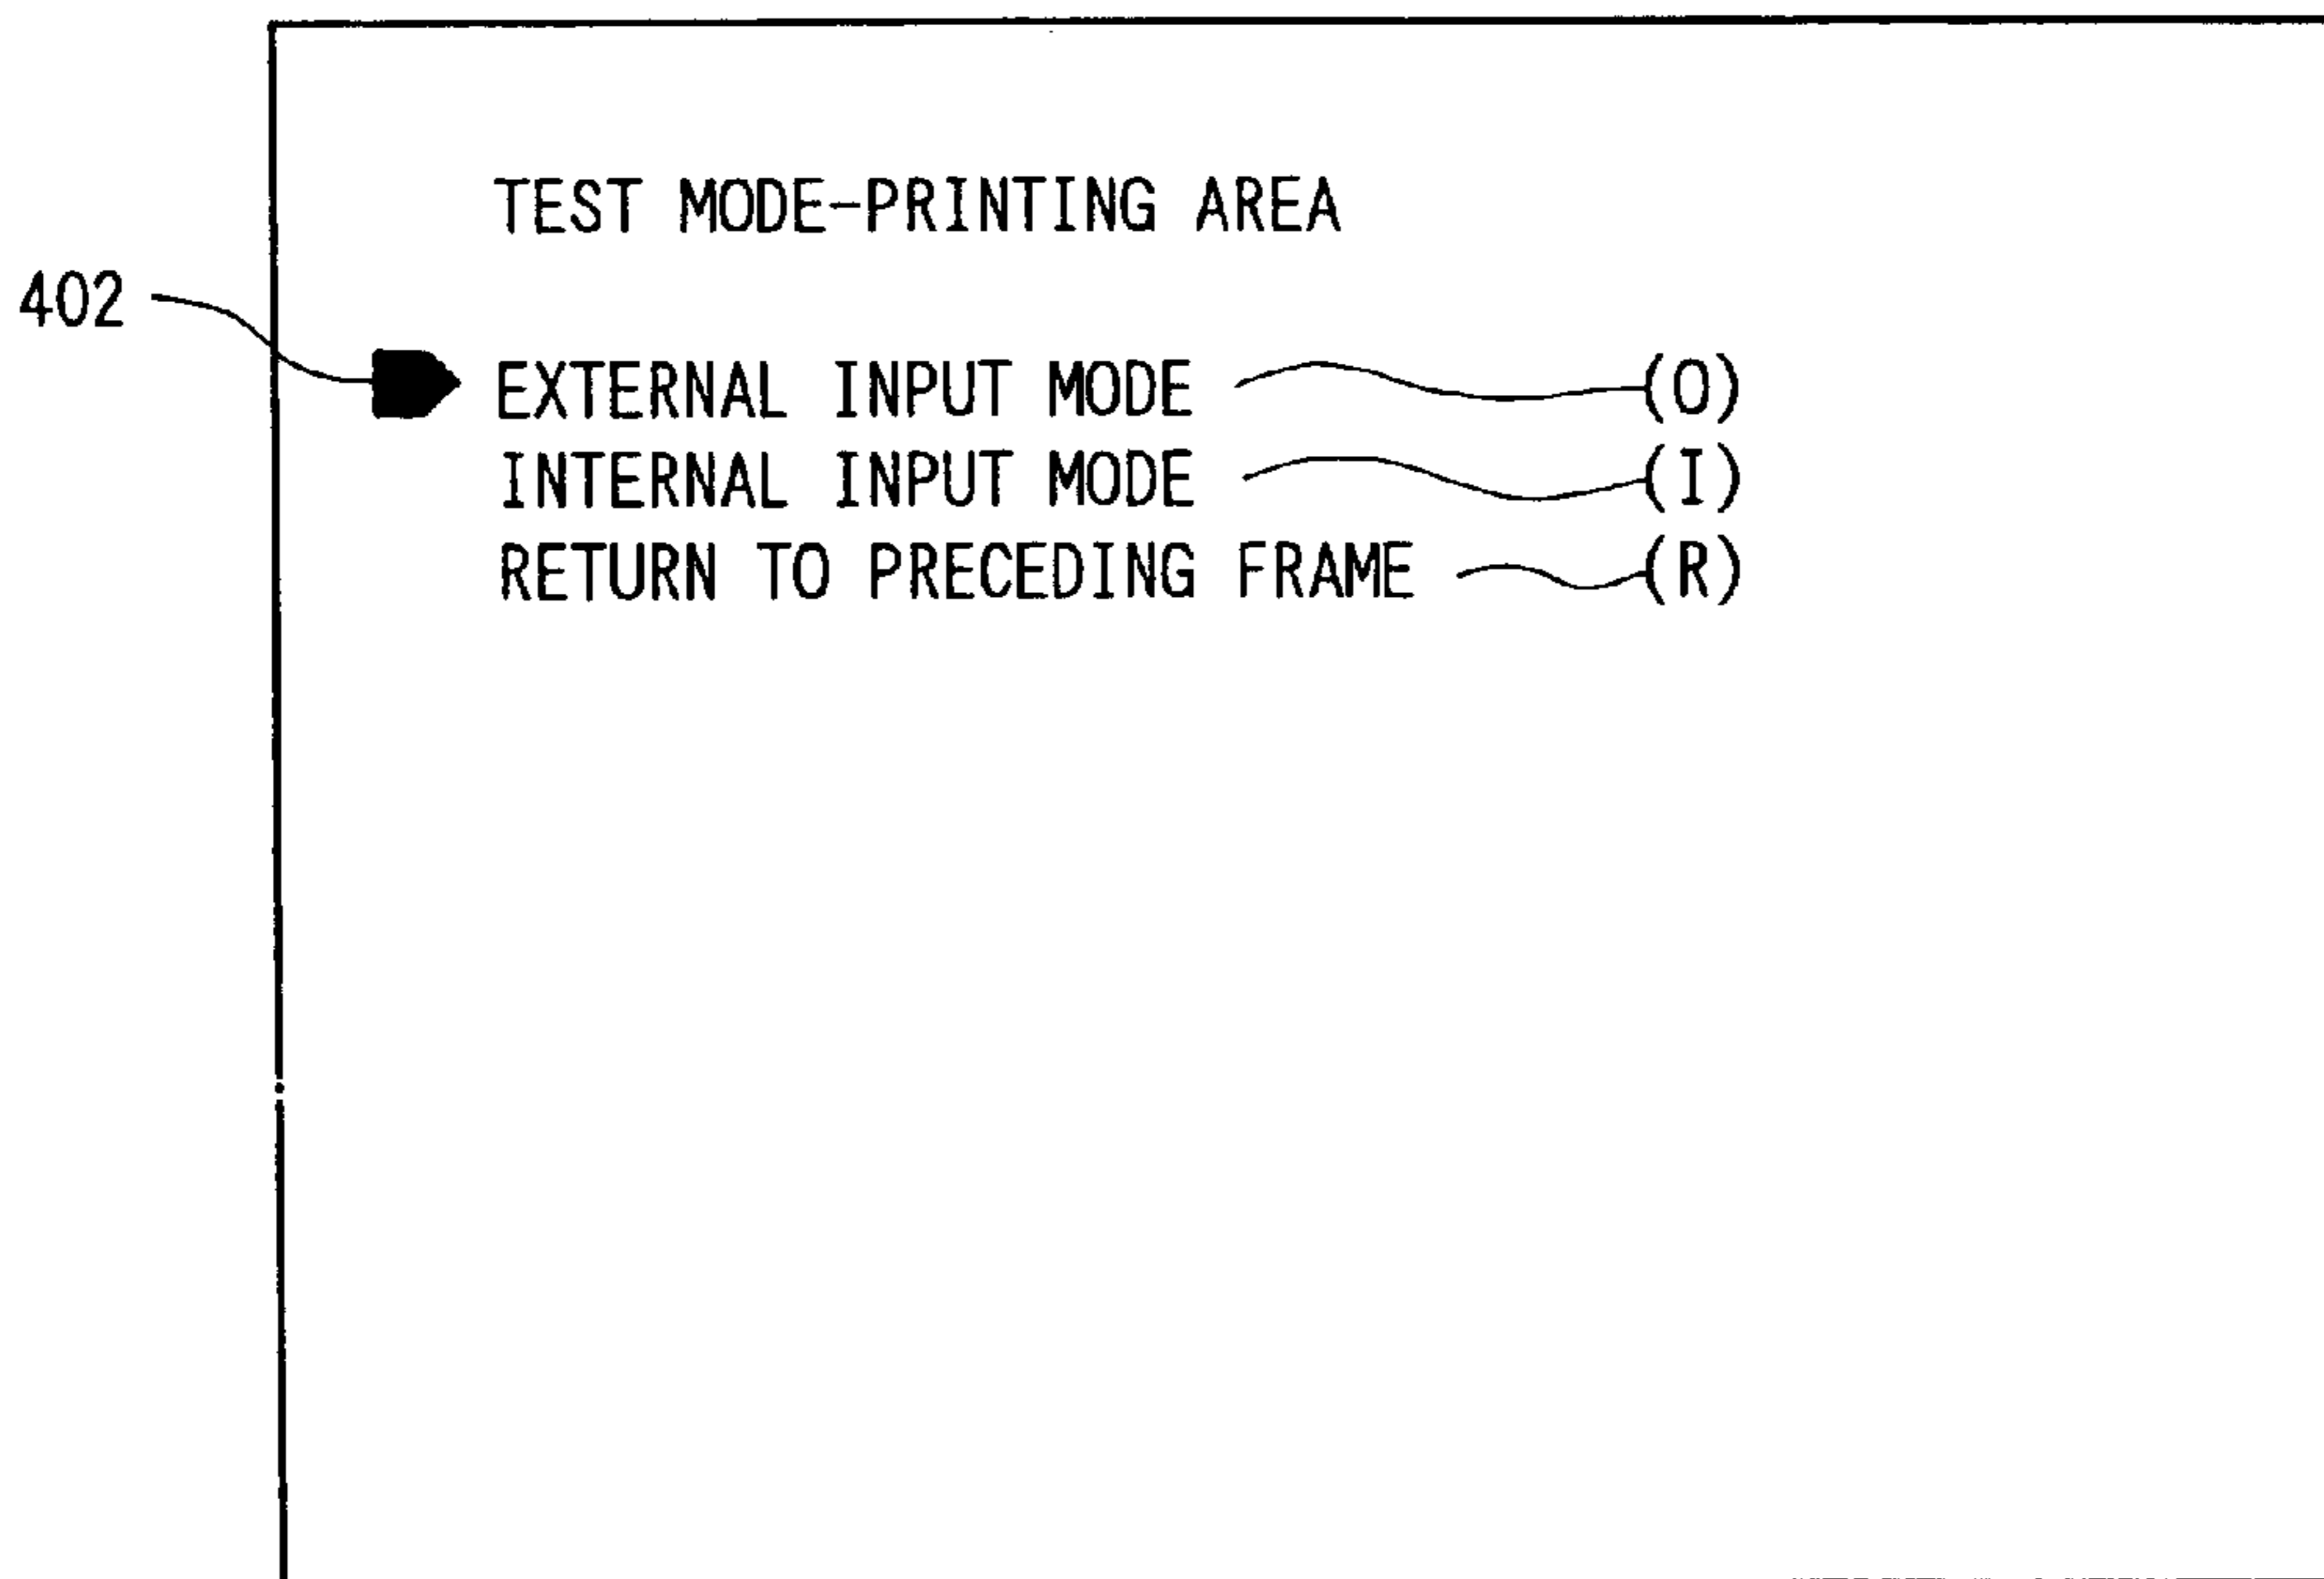 TEST MODE-PRINTING AREA
402
EXTERNAL INPUT MODE (O)
INTERNAL INPUT MODE (I)
RETURN TO PRECEDING FRAME (R)